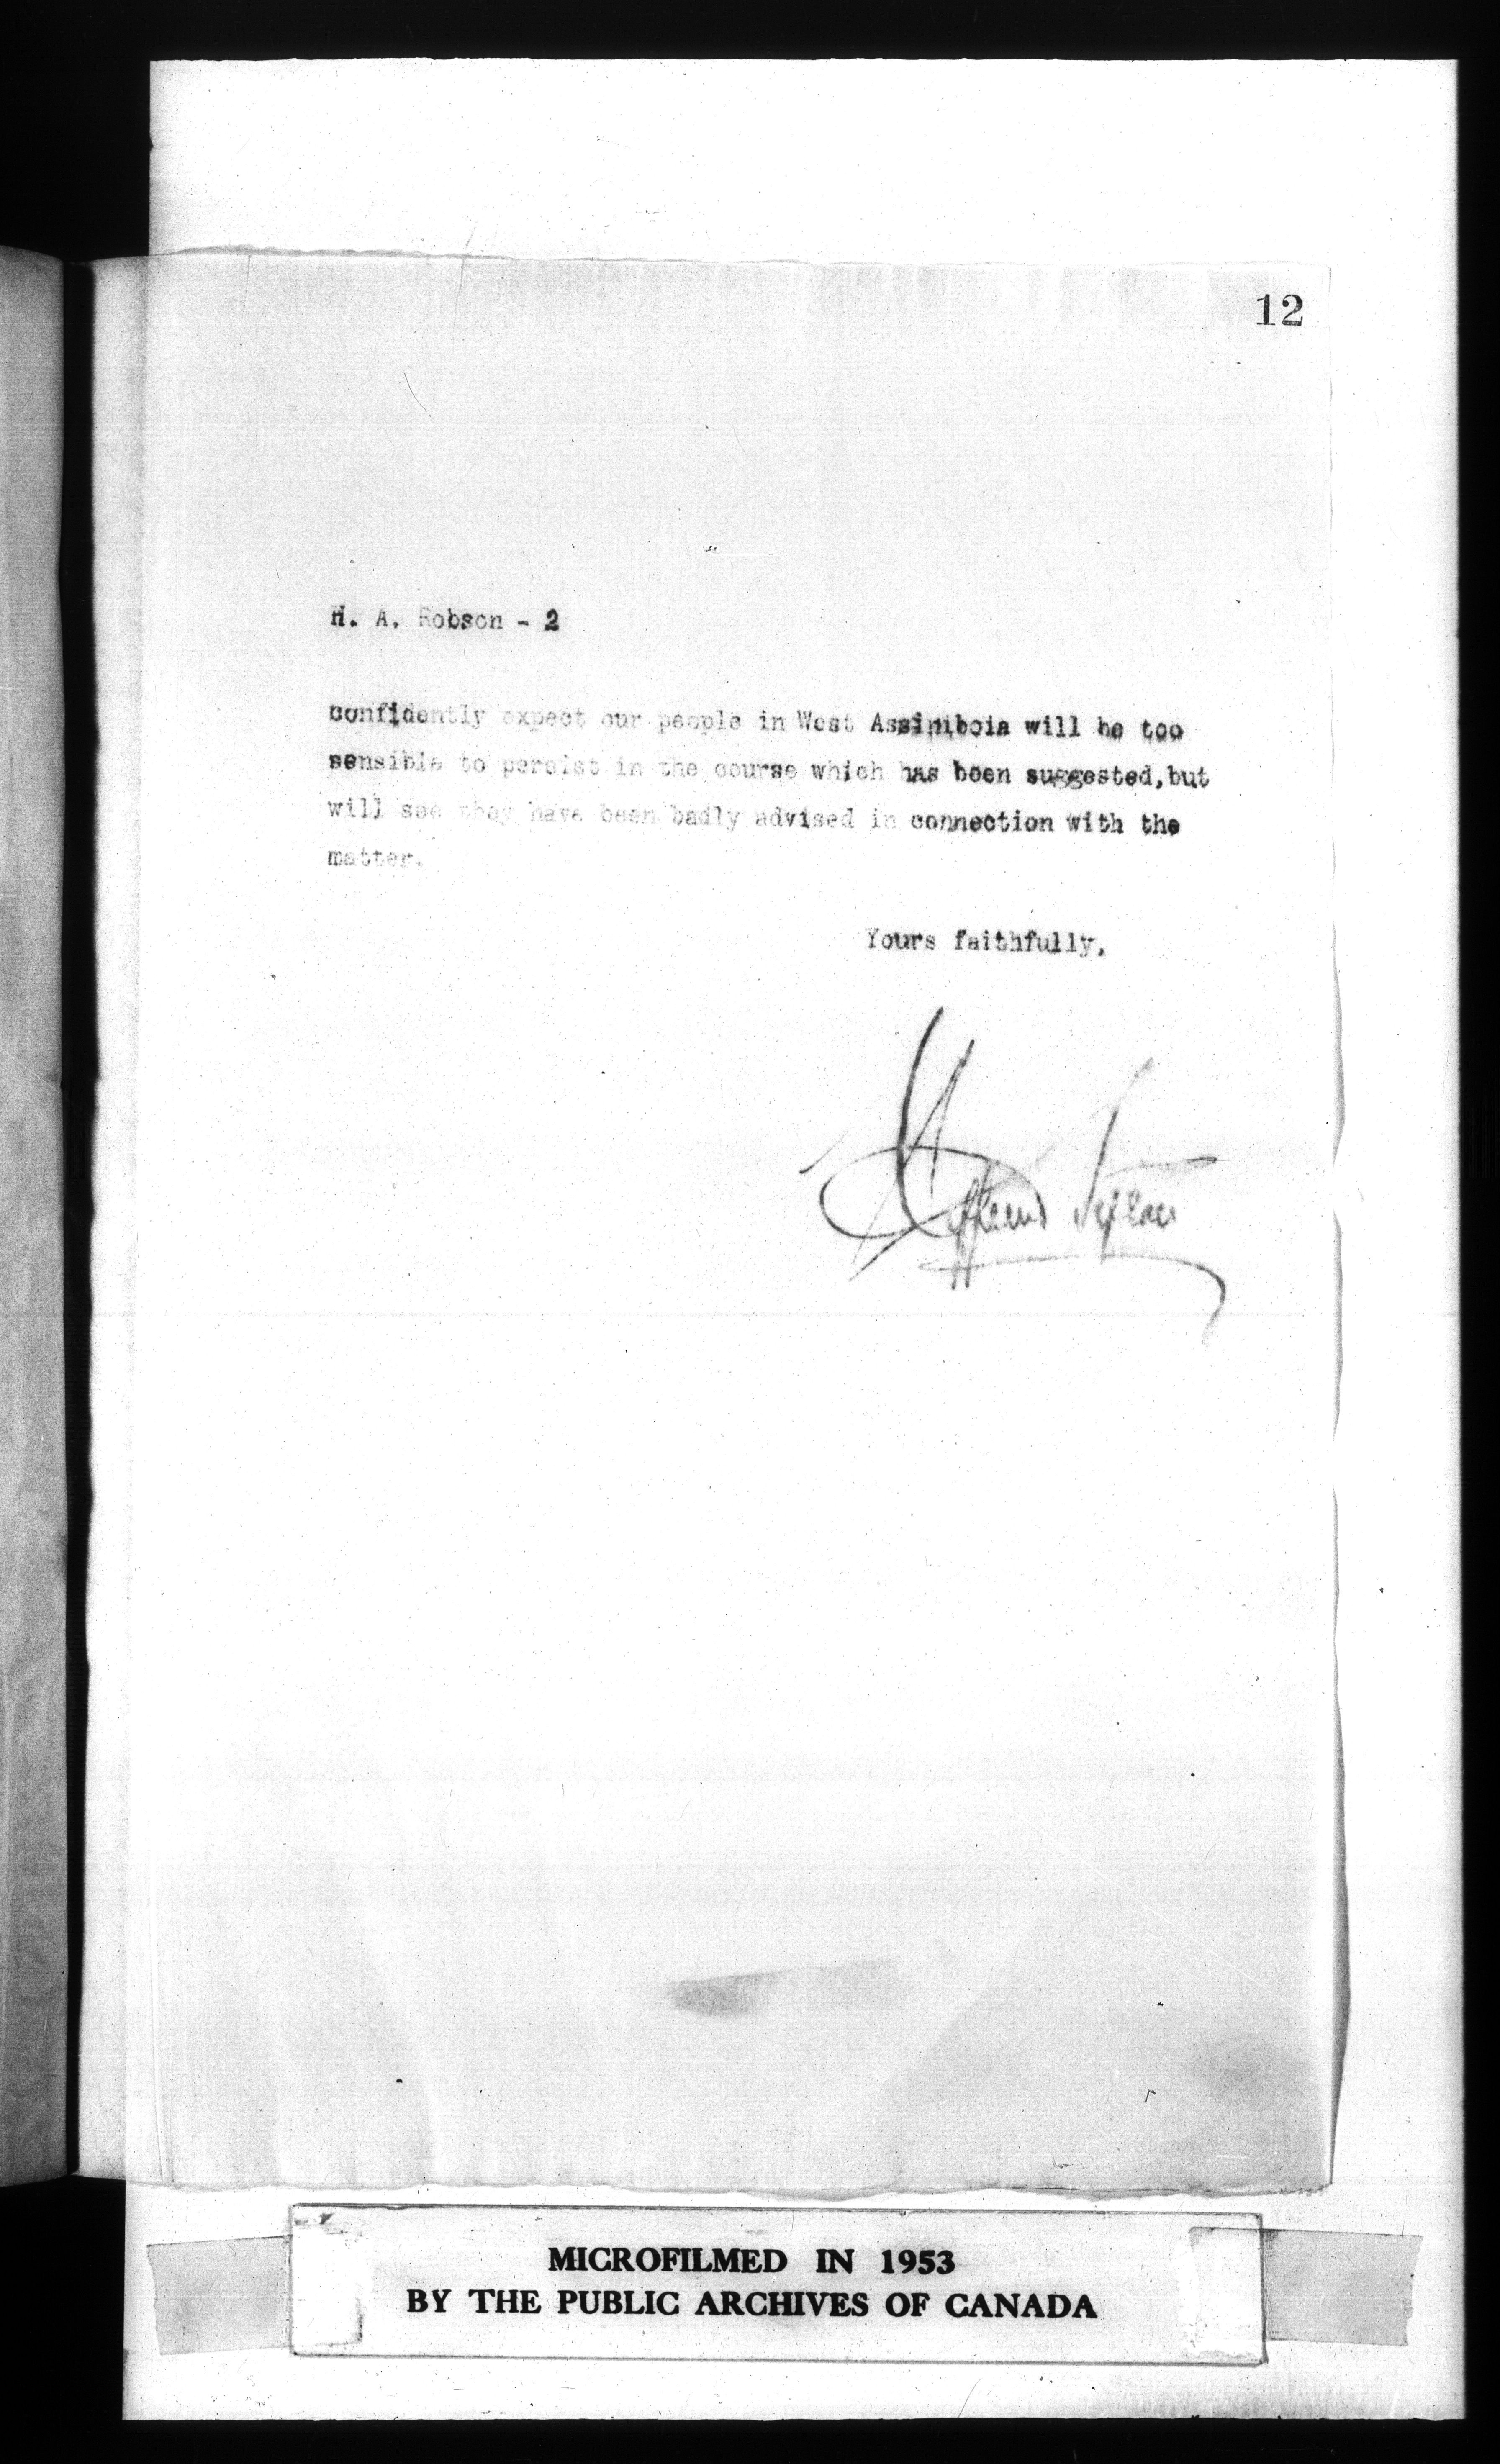 12
H. A. Robson - 2
confidently expect our people in West Assiniboia will be too
sensible to persist in the course which has been suggested,but
will see they have been badly advised in connection with the
matter.
Yours faithfully,
MICROFILMED IN 1953
BY THE PUBLIC ARCHIVES OF CANADA